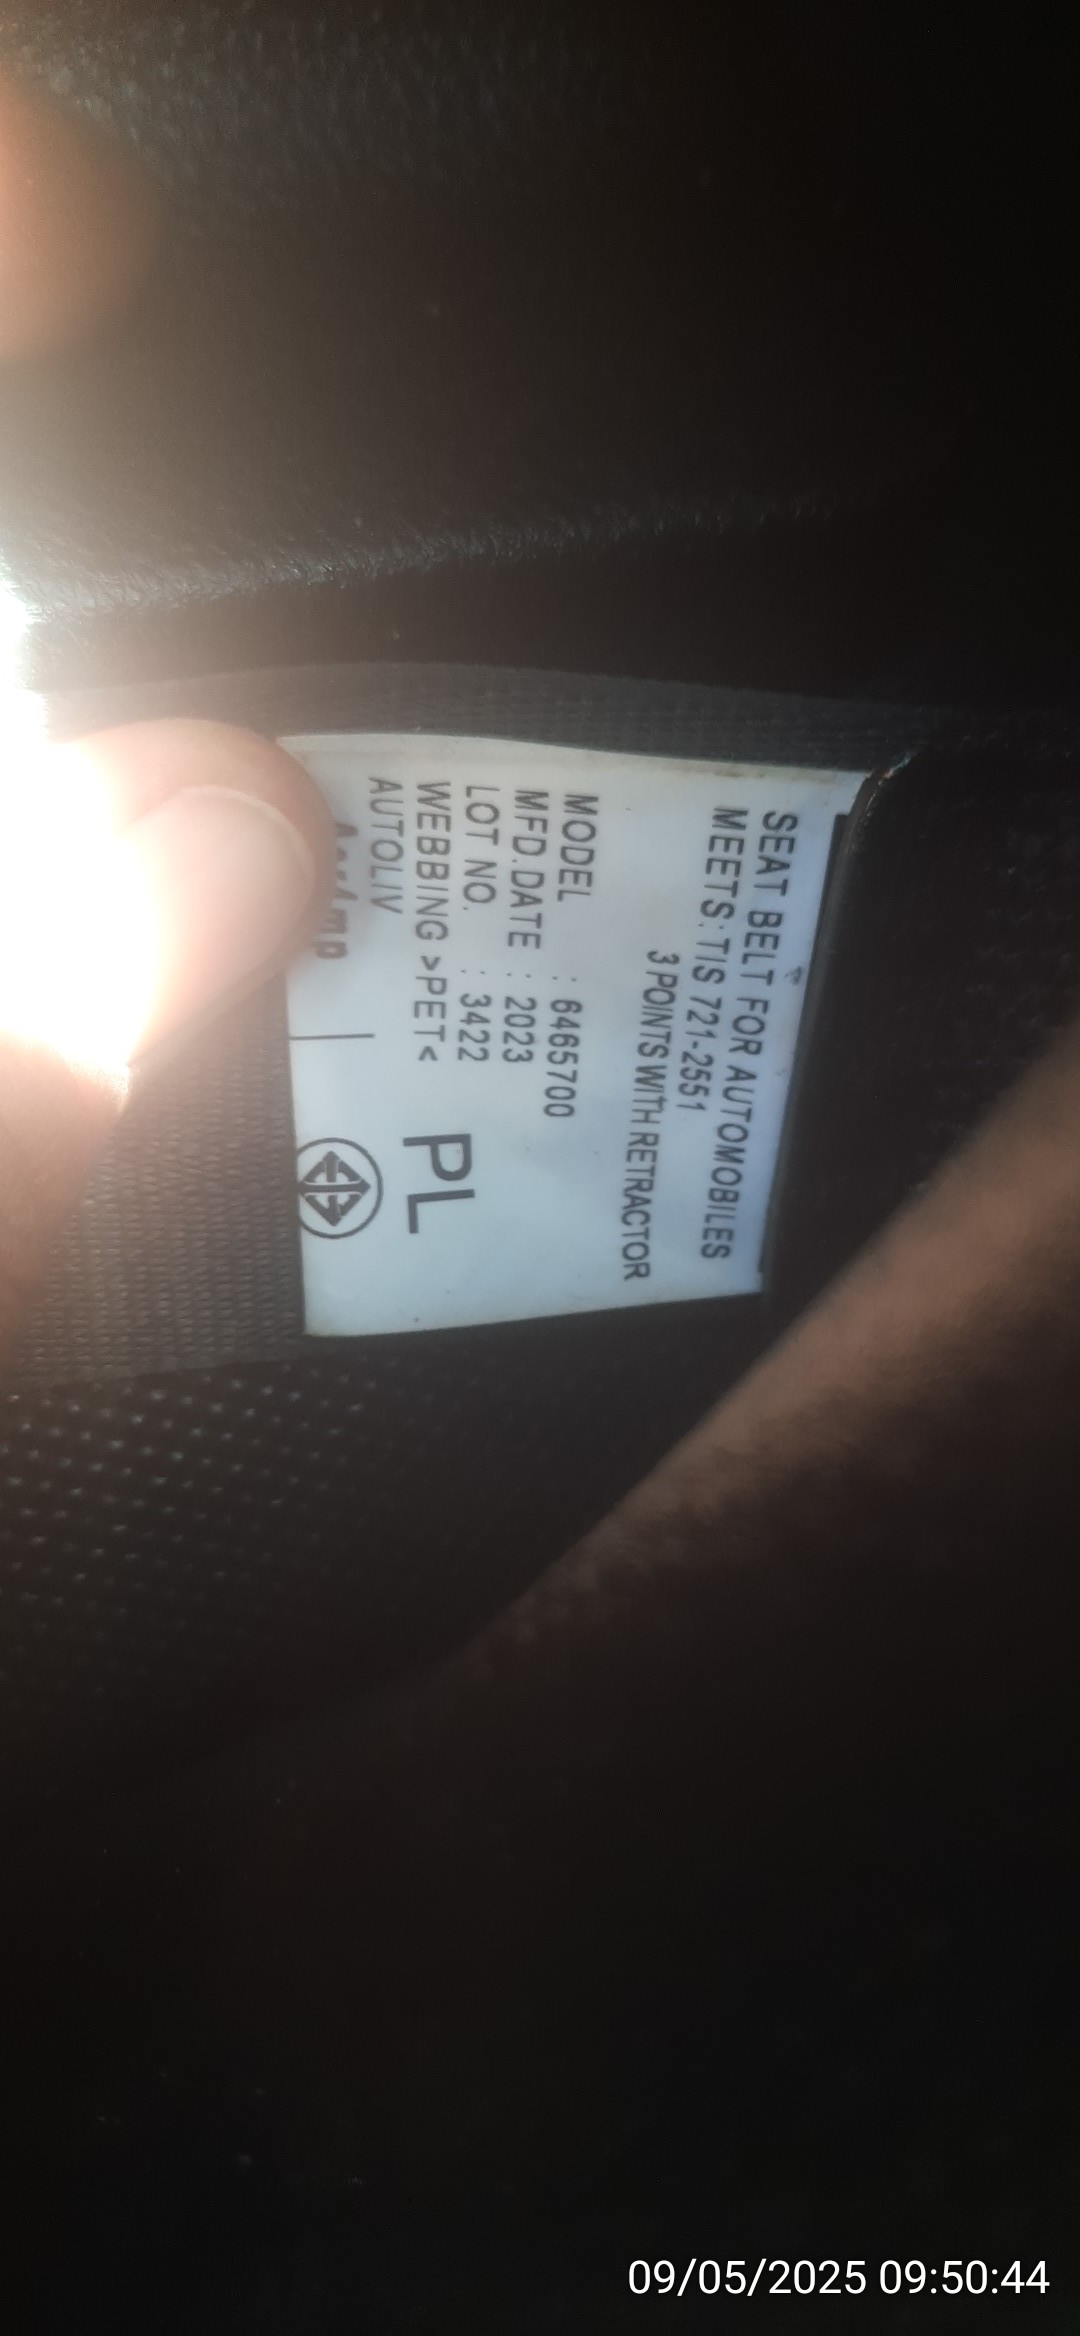 SEAT BELT FOR AUTOMOBILES
MEETS: TIS 721-2551
3 POINTS WITH RETRACTOR
MODEL : 6465700
MFD.DATE : 2023
LOT NO. : 3422
WEBBING >PET<
AUTOLIV
PL
09/05/2025 09:50:44